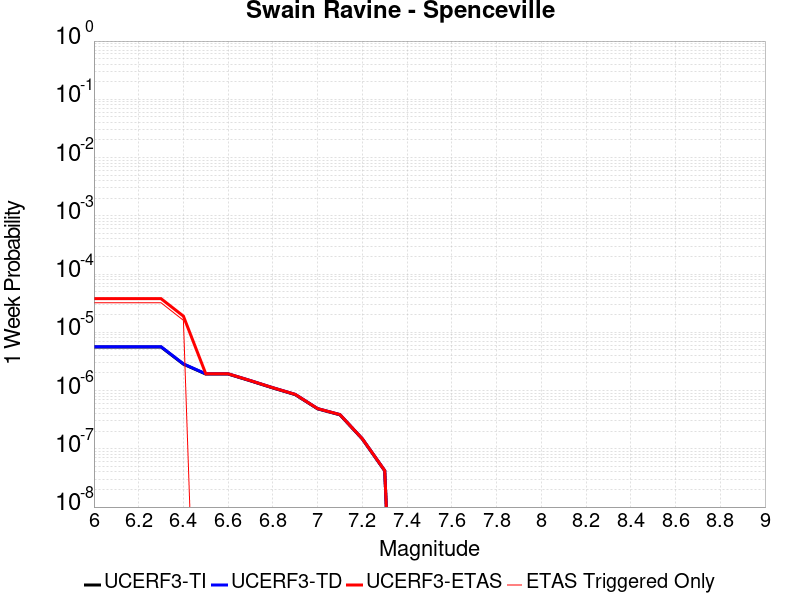 Swain Ravine - Spenceville
10^0
10^-1
10^-2
10^-3
10^-4
10^-5
10^-6
10^-7
10^-8
1 Week Probability
6 6.2 6.4 6.6 6.8 7 7.2 7.4 7.6 7.8 8 8.2 8.4 8.6 8.8 9
Magnitude
UCERF3-TI UCERF3-TD UCERF3-ETAS ETAS Triggered Only